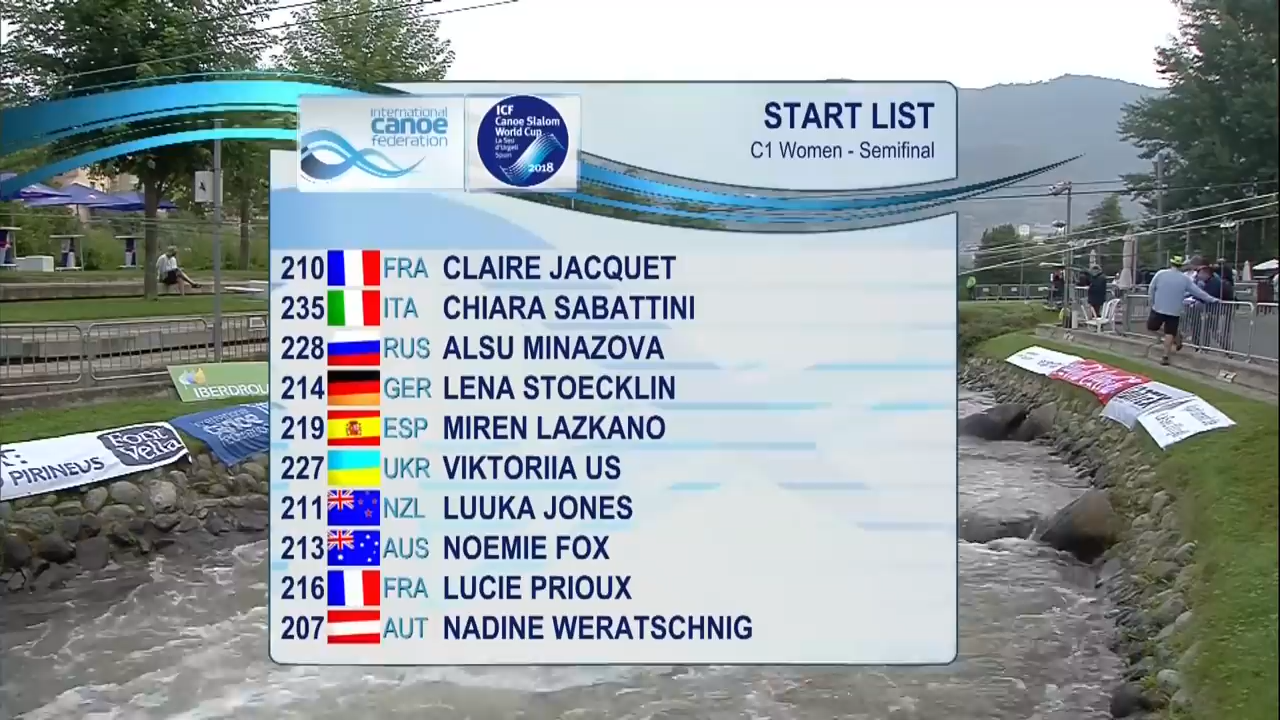 international
canoe
federation
ICF
Canoe Slalom
World Cup
La Seu
d'Urgell
Spain
2018
START LIST
C1 Women - Semifinal
210 FRA CLAIRE JACQUET
235 ITA CHIARA SABATTINI
228 RUS ALSU MINAZOVA
214 GER LENA STOECKLIN
219 ESP MIREN LAZKANO
227 UKR VIKTORIIA US
211 NZL LUUKA JONES
213 AUS NOEMIE FOX
216 FRA LUCIE PRIOUX
207 AUT NADINE WERATSCHNIG
IBERDROL
Font
Vella
PIRINEUS
canoe